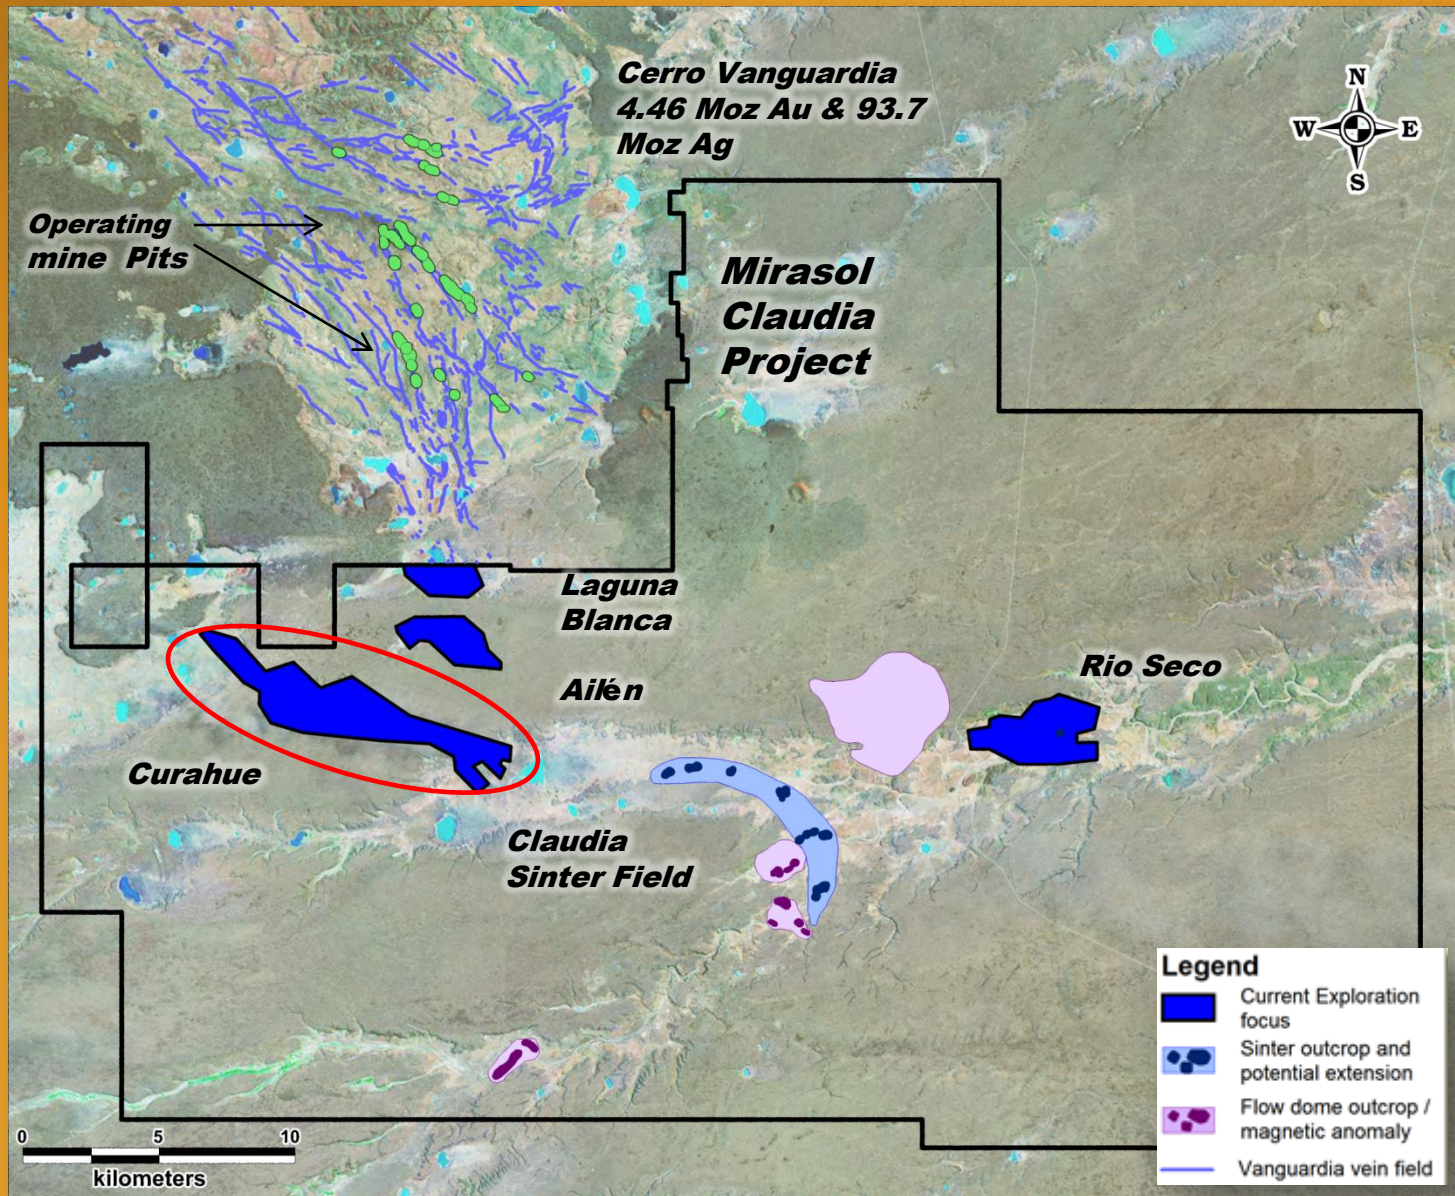 Cerro Vanguardia
4.46 Moz Au & 93.7
Moz Ag
N
W
E
S
Operating
mine Pits
Mirasol
Claudia
Project
Laguna
Blanca
Ailén
Rio Seco
Curahue
Claudia
Sinter Field
Legend
Current Exploration
focus
Sinter outcrop and
potential extension
Flow dome outcrop /
magnetic anomaly
Vanguardia vein field
0 5 10
kilometers